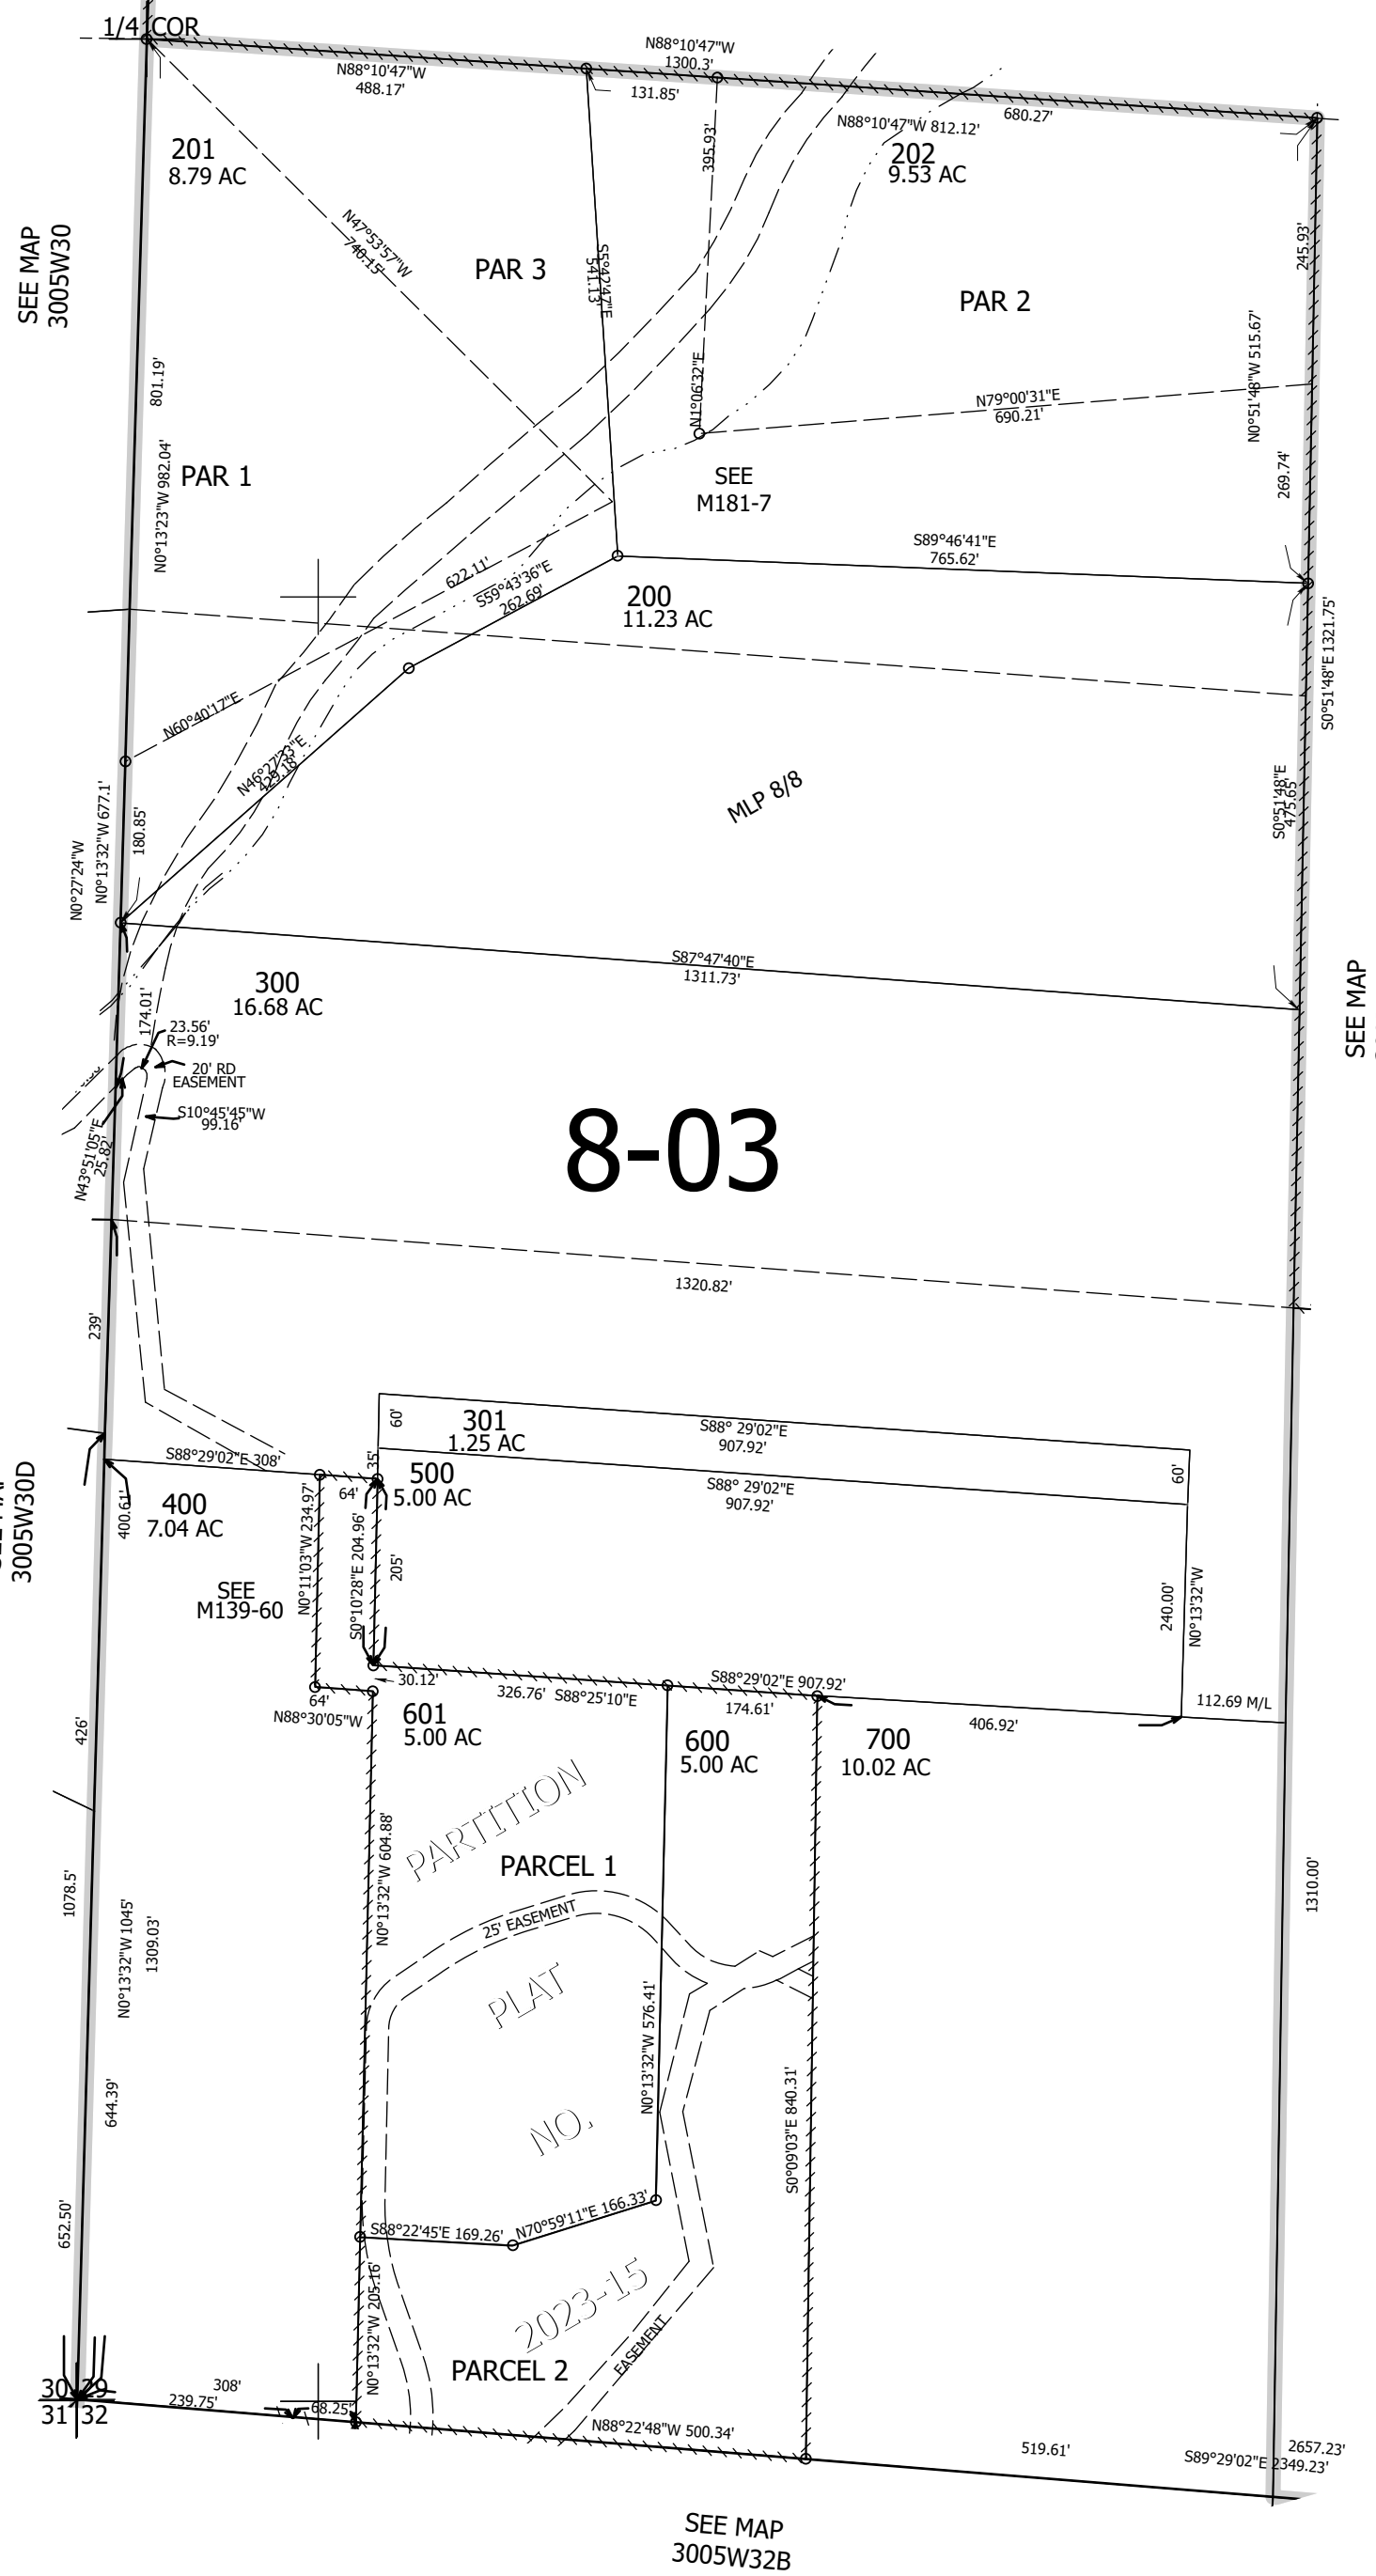 1/4 COR
N88°10'47"W
1300.3'
N88°10'47"W
488.17'
131.85'
680.27'
N88°10'47"W 812.12'
201
8.79 AC
202
9.53 AC
395.93'
SEE MAP
3005W30
N47°53'57"W
740.15'
PAR 3
S5°42'47"E
541.13'
PAR 2
245.93'
N0°51'48"W 515.67'
801.19'
N1°06'32"E
N79°00'31"E
690.21'
N0°13'23"W 982.04'
PAR 1
SEE
M181-7
269.74'
S89°46'41"E
765.62'
622.11'
S59°43'36"E
262.69'
200
11.23 AC
S0°51'48"E 1321.75'
N60°40'17"E
N46°27'33"E
429.18'
MLP 8/8
S0°51'48"E
475.65'
N0°27'24"W
N0°13'32"W 677.1'
180.85'
S87°47'40"E
1311.73'
300
16.68 AC
SEE MAP
174.01'
23.56'
R=9.19'
20' RD
EASEMENT
S10°45'45"W
99.16'
N43°51'05"E
25.82'
8-03
1320.82'
239'
60'
301
1.25 AC
S88° 29'02"E
907.92'
60'
S88°29'02"E 308'
35'
64'
500
5.00 AC
S88° 29'02"E
907.92'
3005W30D
400.61'
400
7.04 AC
N0°11'03"W 234.97'
S0°10'28"E 204.96'
205'
SEE
M139-60
240.00'
N0°13'32"W
30.12'
326.76'
S88°25'10"E
S88°29'02"E 907.92'
174.61'
406.92'
112.69 M/L
64'
N88°30'05"W
601
5.00 AC
600
5.00 AC
700
10.02 AC
426'
PARTITION
PARCEL 1
N0°13'32"W 604.88'
25' EASEMENT
1078.5'
N0°13'32"W 1045'
1309.03'
1310.00'
PLAT
N0°13'32"W 576.41'
S0°09'03"E 840.31'
644.39'
NO.
652.50'
S88°22'45'E 169.26'
N70°59'11"E 166.33'
N0°13'32"W 205.16'
2023-15
EASEMENT
PARCEL 2
30 29
31 32
308'
239.75'
68.25'
N88°22'48"W 500.34'
519.61'
2657.23'
S89°29'02"E 2349.23'
SEE MAP
3005W32B